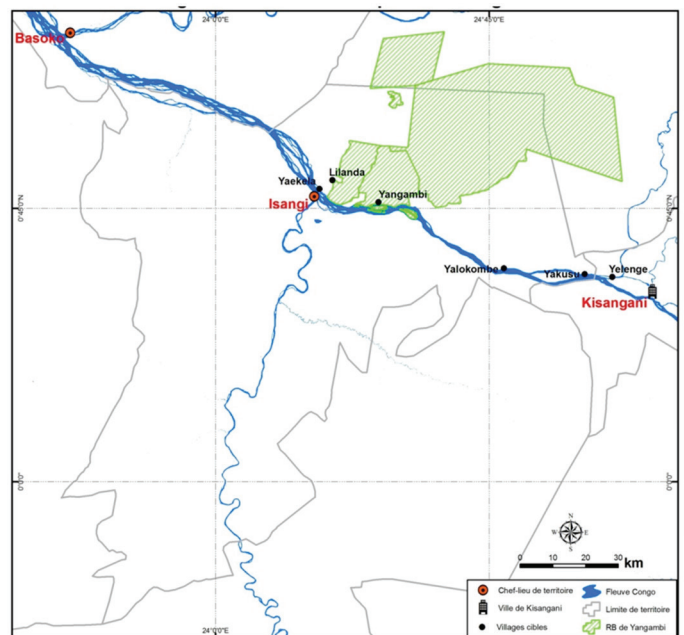 24°0'0"E
24°45'0"E
Basoko
Lilanda
Yaekela
Isangi
Yangambi
0°45'0"N
0°45'0"N
Yalokombe
Yakusu
Yelenge
Kisangani
0°0'0"
0°0'0"
N
W
E
S
0 10 20 30 km
Chef-lieu de territoire
Fleuve Congo
Ville de Kisangani
Limite de territoire
Villages cibles
RB de Yangambi
24°0'0"E